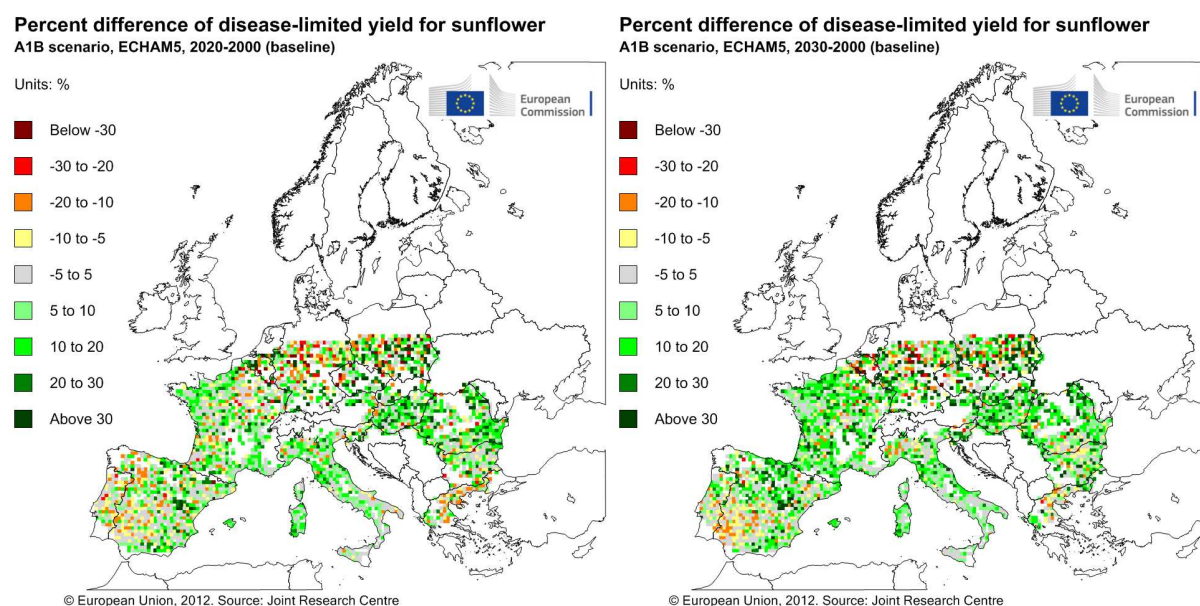 Percent difference of disease-limited yield for sunflower
A1B scenario, ECHAM5, 2020-2000 (baseline)
Units: %
Below -30
-30 to -20
-20 to -10
-10 to -5
-5 to 5
5 to 10
10 to 20
20 to 30
Above 30
European
Commission
© European Union, 2012. Source: Joint Research Centre
Percent difference of disease-limited yield for sunflower
A1B scenario, ECHAM5, 2030-2000 (baseline)
Units: %
Below -30
-30 to -20
-20 to -10
-10 to -5
-5 to 5
5 to 10
10 to 20
20 to 30
Above 30
European
Commission
© European Union, 2012. Source: Joint Research Centre